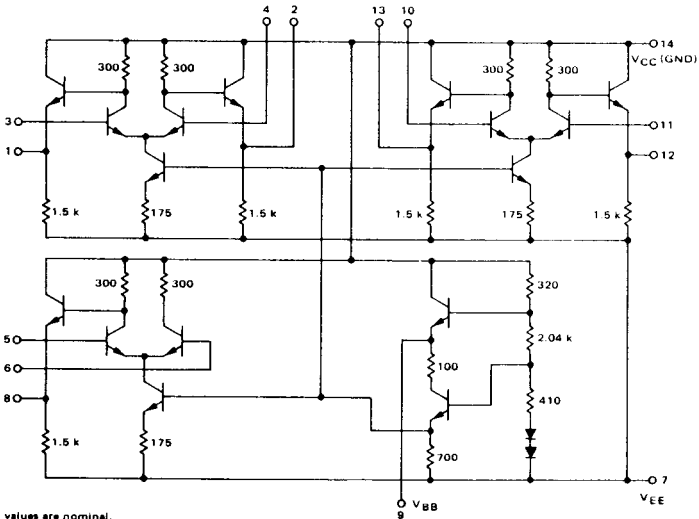 4 2 13 10
14
VCC (GND)
300 300 300 300
3 11
1 12
1.5 k 175 1.5 k 1.5 k 175 1.5 k
300 300 320
5 2.04 k
6 100
8 410
1.5 k 175 700
7
VEE
VBB
9
values are nominal.